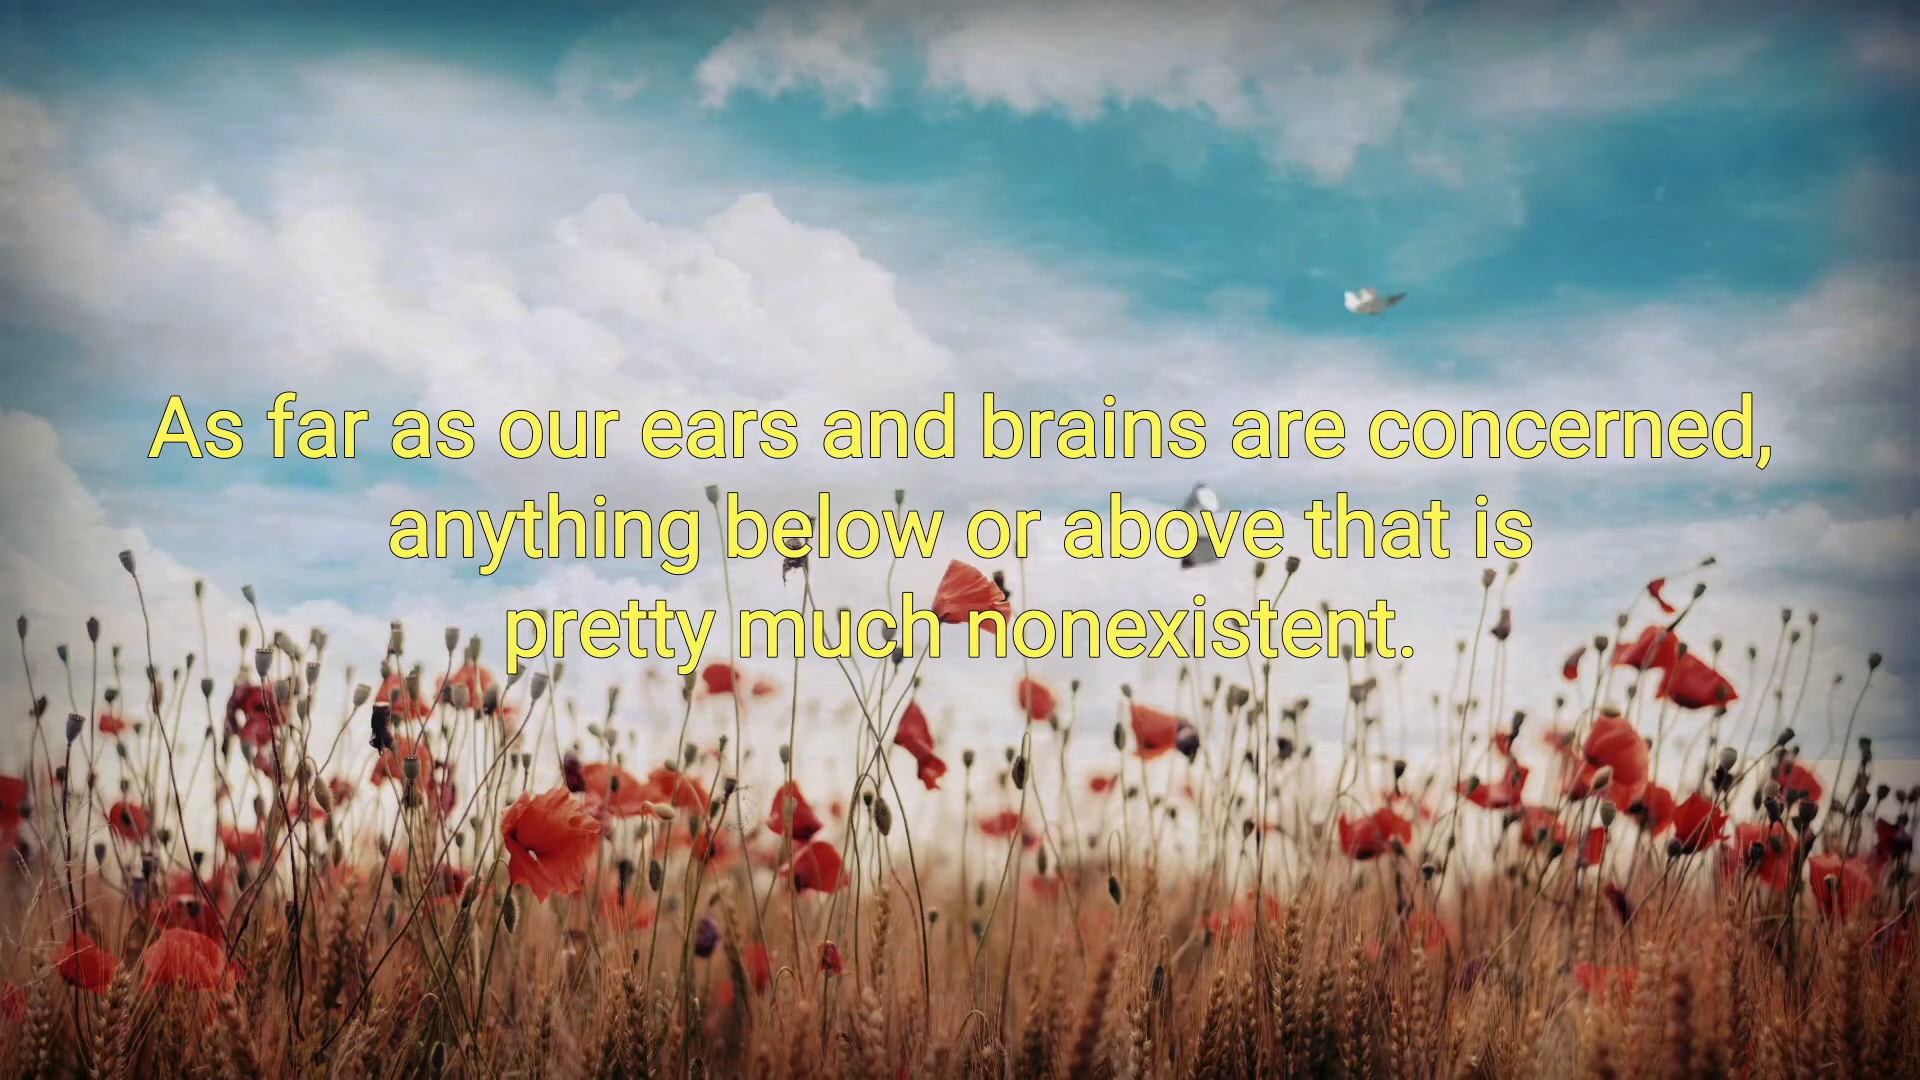 As far as our ears and brains are concerned,
anything below or above that is
pretty much nonexistent.